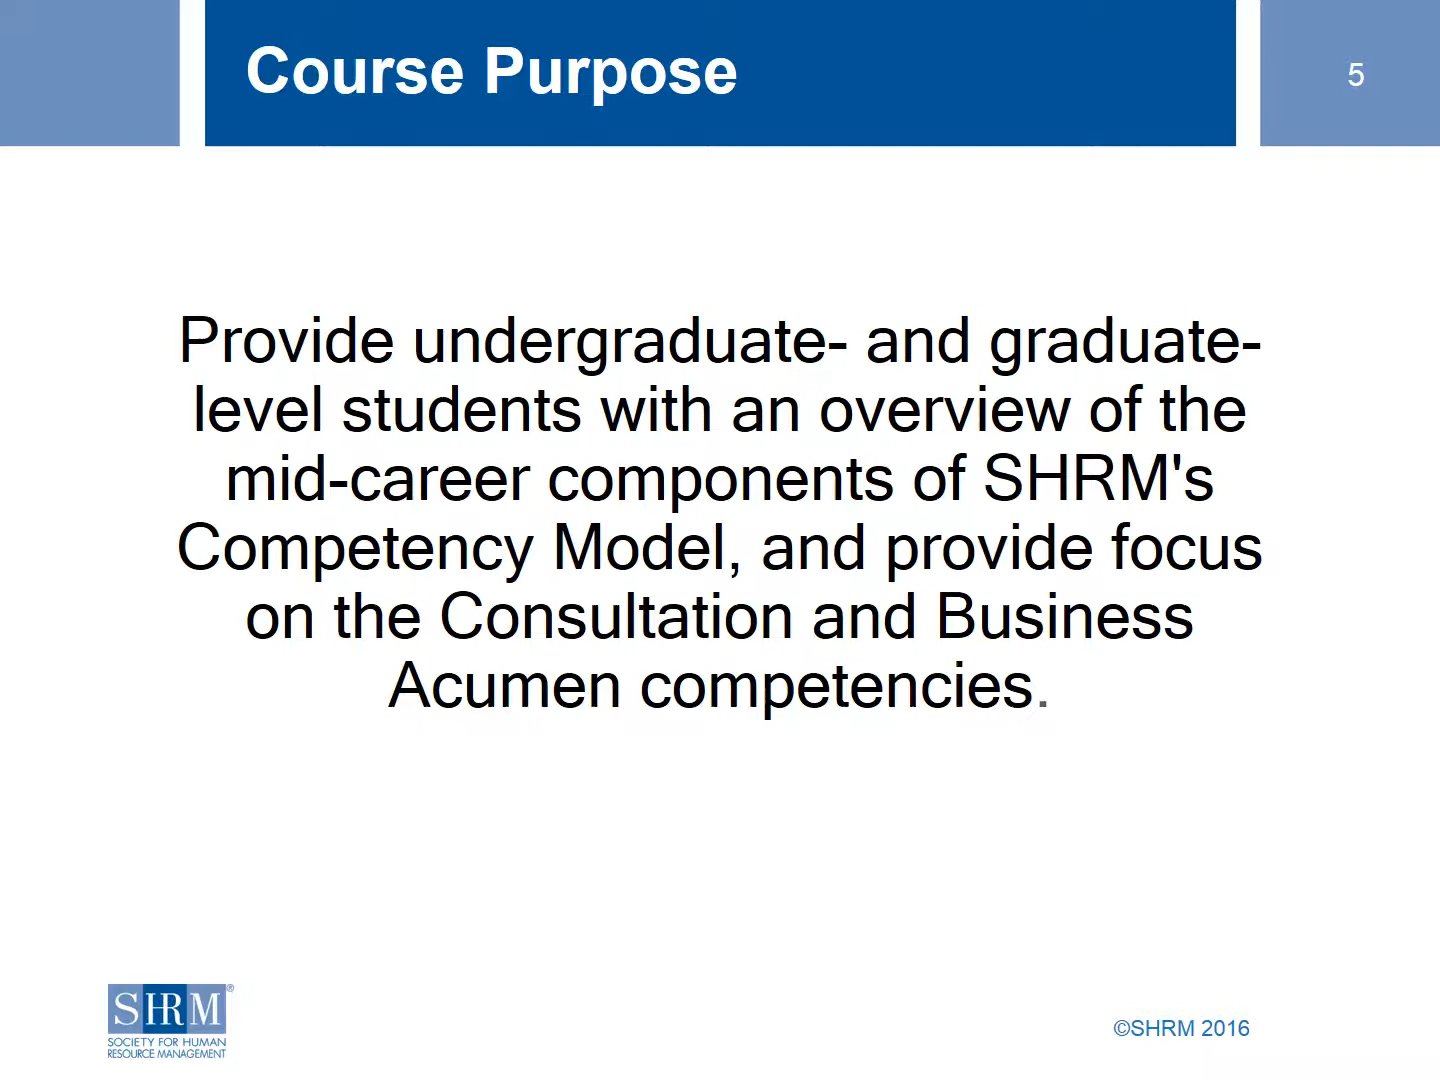 Course Purpose
5
Provide undergraduate- and graduate-
level students with an overview of the
mid-career components of SHRM's
Competency Model, and provide focus
on the Consultation and Business
Acumen competencies.
SHRM®
SOCIETY FOR HUMAN
RESOURCE MANAGEMENT
©SHRM 2016